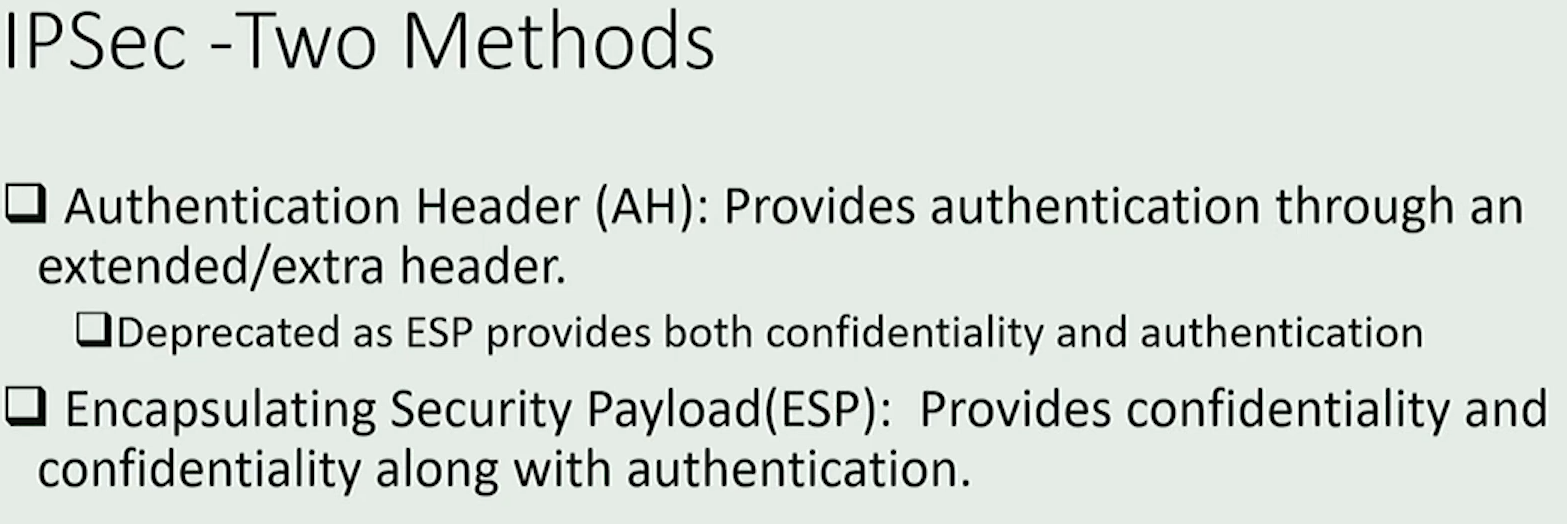 IPSec -Two Methods
❑ Authentication Header (AH): Provides authentication through an
extended/extra header.
❑Deprecated as ESP provides both confidentiality and authentication
❑ Encapsulating Security Payload(ESP):  Provides confidentiality and
confidentiality along with authentication.